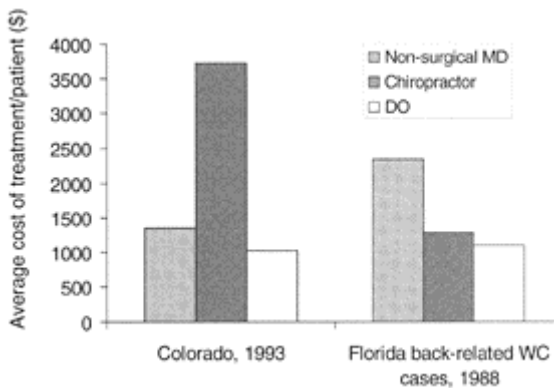 Average cost of treatment/patient ($)
4000
3500
3000
2500
2000
1500
1000
500
0
Non-surgical MD
Chiropractor
DO
Colorado, 1993
Florida back-related WC
cases, 1988